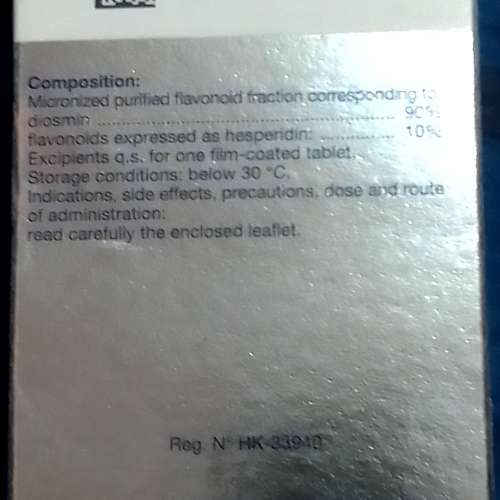 Composition:
Micronized purified flavonoid fraction corresponding to
diosmin ........................................................ 90%
flavonoids expressed as hesperidin: .............. 10%
Excipients q.s. for one film-coated tablet.
Storage conditions: below 30 °C.
Indications, side effects, precautions, dose and route
of administration:
read carefully the enclosed leaflet.
Reg. N° HK-33940